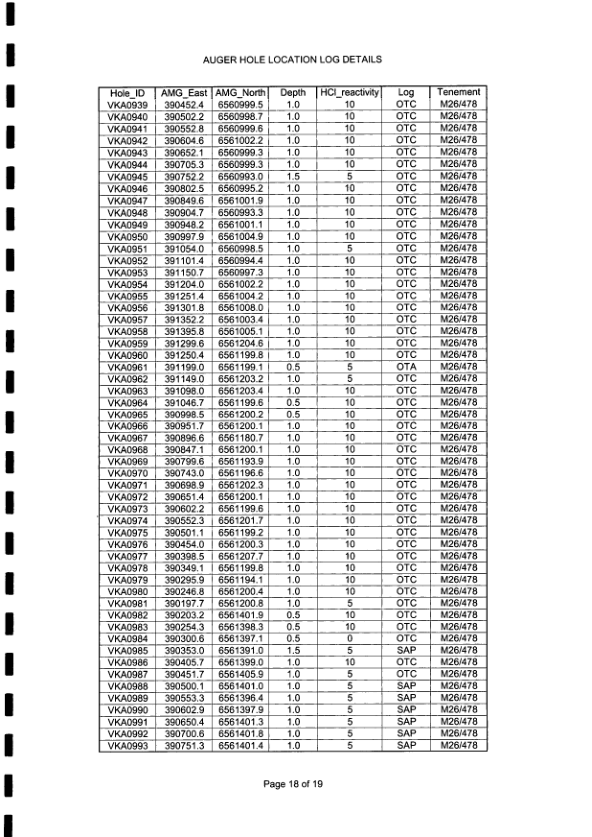 AUGER HOLE LOCATION LOG DETAILS
Hole_ID AMG_East AMG_North Depth HCl_reactivity Log Tenement
VKA0939 390452.4 6560999.5 1.0 10 OTC M26/478
VKA0940 390502.2 6560998.7 1.0 10 OTC M26/478
VKA0941 390552.8 6560999.6 1.0 10 OTC M26/478
VKA0942 390604.6 6561002.2 1.0 10 OTC M26/478
VKA0943 390652.1 6560999.3 1.0 10 OTC M26/478
VKA0944 390705.3 6560999.3 1.0 10 OTC M26/478
VKA0945 390752.2 6560993.0 1.5 5 OTC M26/478
VKA0946 390802.5 6560995.2 1.0 10 OTC M26/478
VKA0947 390849.6 6561001.9 1.0 10 OTC M26/478
VKA0948 390904.7 6560993.3 1.0 10 OTC M26/478
VKA0949 390948.2 6561001.1 1.0 10 OTC M26/478
VKA0950 390997.9 6561004.9 1.0 10 OTC M26/478
VKA0951 391054.0 6560998.5 1.0 5 OTC M26/478
VKA0952 391101.4 6560994.4 1.0 10 OTC M26/478
VKA0953 391150.7 6560997.3 1.0 10 OTC M26/478
VKA0954 391204.0 6561002.2 1.0 10 OTC M26/478
VKA0955 391251.4 6561004.2 1.0 10 OTC M26/478
VKA0956 391301.8 6561008.0 1.0 10 OTC M26/478
VKA0957 391352.2 6561003.4 1.0 10 OTC M26/478
VKA0958 391395.8 6561005.1 1.0 10 OTC M26/478
VKA0959 391299.6 6561204.6 1.0 10 OTC M26/478
VKA0960 391250.4 6561199.8 1.0 10 OTC M26/478
VKA0961 391199.0 6561199.1 0.5 5 OTA M26/478
VKA0962 391149.0 6561203.2 1.0 5 OTC M26/478
VKA0963 391098.0 6561203.4 1.0 10 OTC M26/478
VKA0964 391046.7 6561199.6 0.5 10 OTC M26/478
VKA0965 390998.5 6561200.2 0.5 10 OTC M26/478
VKA0966 390951.7 6561200.1 1.0 10 OTC M26/478
VKA0967 390896.6 6561180.7 1.0 10 OTC M26/478
VKA0968 390847.1 6561200.1 1.0 10 OTC M26/478
VKA0969 390799.6 6561193.9 1.0 10 OTC M26/478
VKA0970 390743.0 6561196.6 1.0 10 OTC M26/478
VKA0971 390698.9 6561202.3 1.0 10 OTC M26/478
VKA0972 390651.4 6561200.1 1.0 10 OTC M26/478
VKA0973 390602.2 6561199.6 1.0 10 OTC M26/478
VKA0974 390552.3 6561201.7 1.0 10 OTC M26/478
VKA0975 390501.1 6561199.2 1.0 10 OTC M26/478
VKA0976 390454.0 6561200.3 1.0 10 OTC M26/478
VKA0977 390398.5 6561207.7 1.0 10 OTC M26/478
VKA0978 390349.1 6561199.8 1.0 10 OTC M26/478
VKA0979 390295.9 6561194.1 1.0 10 OTC M26/478
VKA0980 390246.8 6561200.4 1.0 10 OTC M26/478
VKA0981 390197.7 6561200.8 1.0 5 OTC M26/478
VKA0982 390203.2 6561401.9 0.5 10 OTC M26/478
VKA0983 390254.3 6561398.3 0.5 10 OTC M26/478
VKA0984 390300.6 6561397.1 0.5 0 OTC M26/478
VKA0985 390353.0 6561391.0 1.5 5 SAP M26/478
VKA0986 390405.7 6561399.0 1.0 10 OTC M26/478
VKA0987 390451.7 6561405.9 1.0 5 OTC M26/478
VKA0988 390500.1 6561401.0 1.0 5 SAP M26/478
VKA0989 390553.3 6561396.4 1.0 5 SAP M26/478
VKA0990 390602.9 6561397.9 1.0 5 SAP M26/478
VKA0991 390650.4 6561401.3 1.0 5 SAP M26/478
VKA0992 390700.6 6561401.8 1.0 5 SAP M26/478
VKA0993 390751.3 6561401.4 1.0 5 SAP M26/478
Page 18 of 19